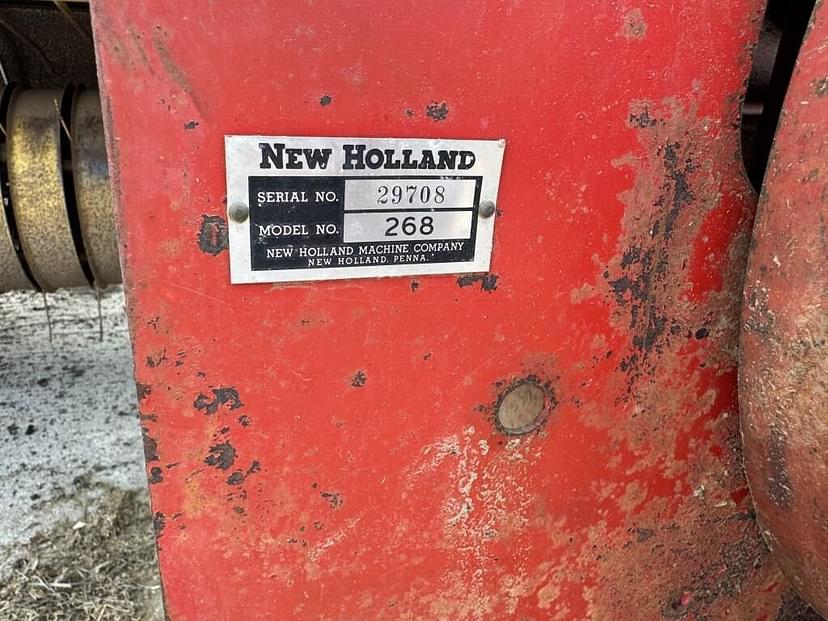 NEW HOLLAND
SERIAL NO. 29708
MODEL NO. 268
NEW HOLLAND MACHINE COMPANY
NEW HOLLAND, PENNA.